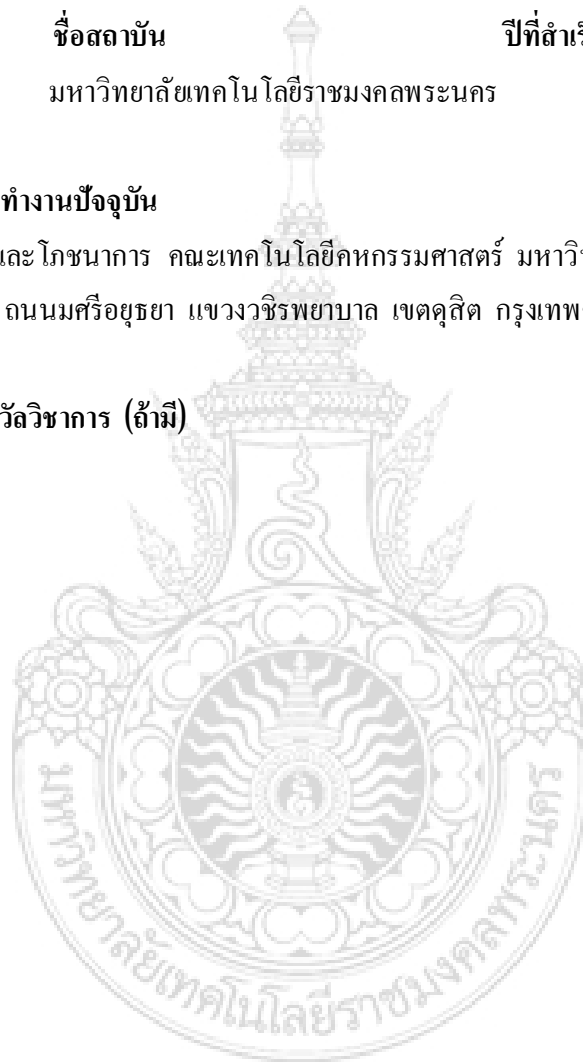 ชื่อสถาบัน ปีที่สำเร
มหาวิทยาลัยเทคโนโลยีราชมงคลพระนคร
ทำงานปัจจุบัน
และโภชนาการ คณะเทคโนโลยีคหกรรมศาสตร์ มหาวิ
ถนนมศรีอยุธยา แขวงวชิรพยาบาล เขตดุสิต กรุงเทพ
วัลวิชาการ (ถ้ามี)
มหาวิทยาลัยเทคโนโลยีราชมงคลพระนคร